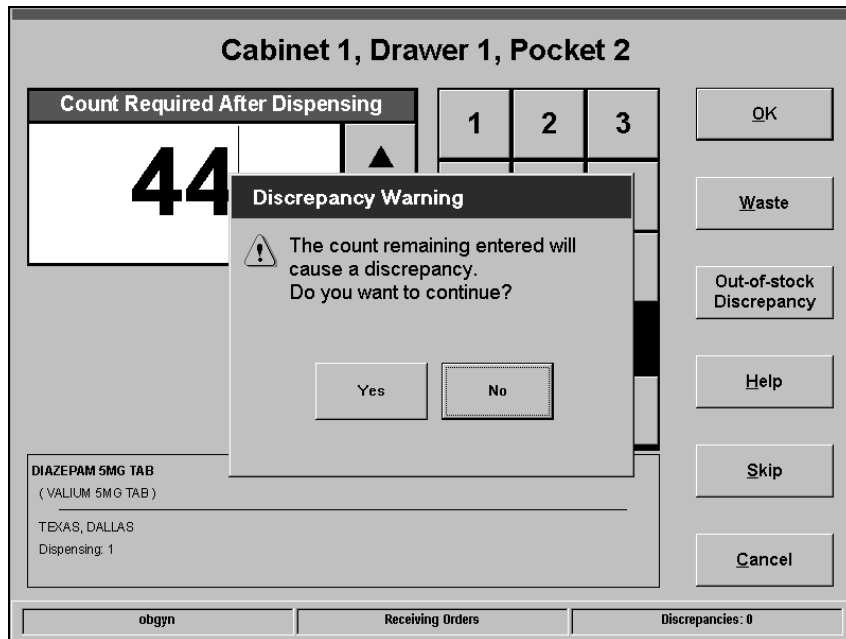 Cabinet 1, Drawer 1, Pocket 2
Count Required After Dispensing
44
1 2 3
OK
Waste
Out-of-stock
Discrepancy
Help
Skip
Cancel
Discrepancy Warning
The count remaining entered will
cause a discrepancy.
Do you want to continue?
Yes No
DIAZEPAM 5MG TAB
( VALIUM 5MG TAB )
TEXAS, DALLAS
Dispensing: 1
obgyn Receiving Orders Discrepancies: 0